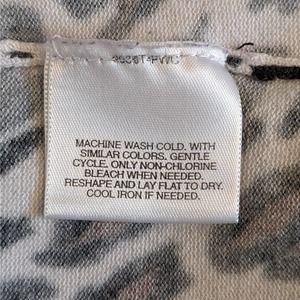 MACHINE WASH COLD. WITH
SIMILAR COLORS. GENTLE
CYCLE. ONLY NON-CHLORINE
BLEACH WHEN NEEDED.
RESHAPE AND LAY FLAT TO DRY.
COOL IRON IF NEEDED.